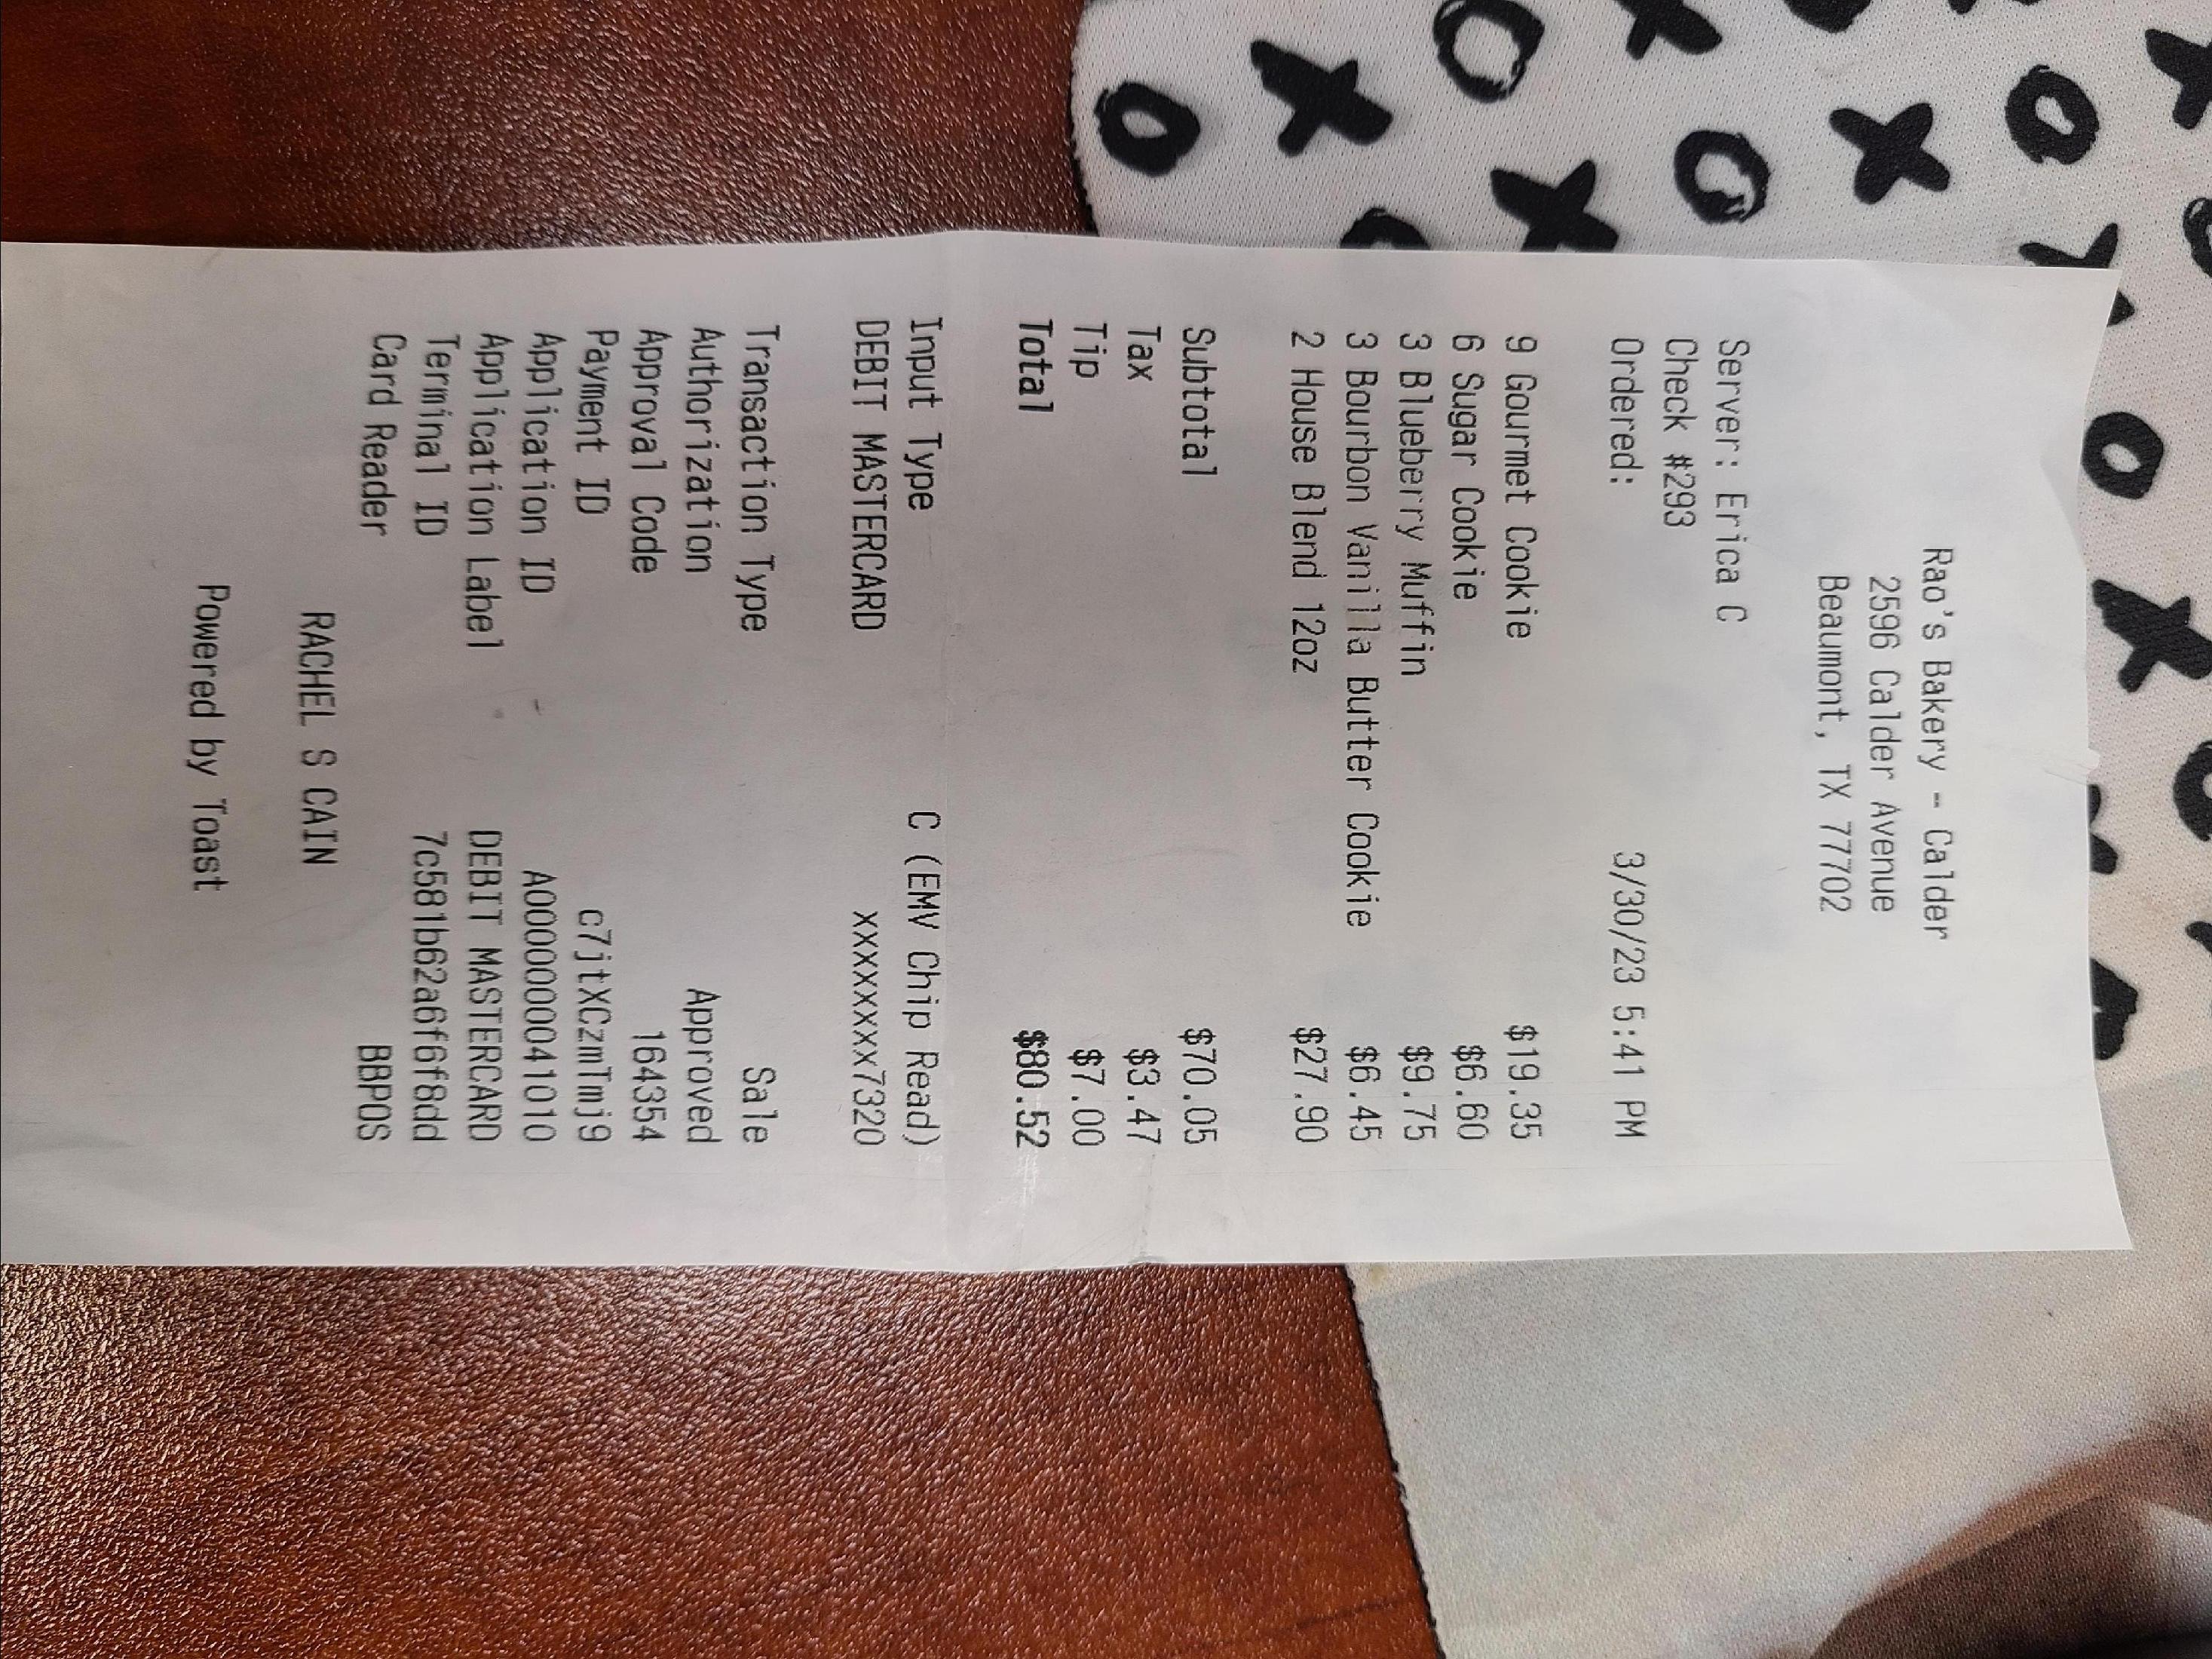 Rao's Bakery - Calder
2596 Calder Avenue
Beaumont, TX 77702
Server: Erica C
Check #293
Ordered: 3/30/23 5:41 PM
9 Gourmet Cookie $19.35
6 Sugar Cookie $6.60
3 Blueberry Muffin $9.75
3 Bourbon Vanilla Butter Cookie $6.45
2 House Blend 12oz $27.90
Subtotal $70.05
Tax $3.47
Tip $7.00
Total $80.52
Input Type C (EMV Chip Read)
DEBIT MASTERCARD xxxxxxxx7320
Transaction Type Sale
Authorization Approved
Approval Code 164354
Payment ID c7jtXCzmTmj9
Application ID A0000000041010
Application Label DEBIT MASTERCARD
Terminal ID 7c581b62a6f6f8dd
Card Reader BBPOS
RACHEL S CAIN
Powered by Toast